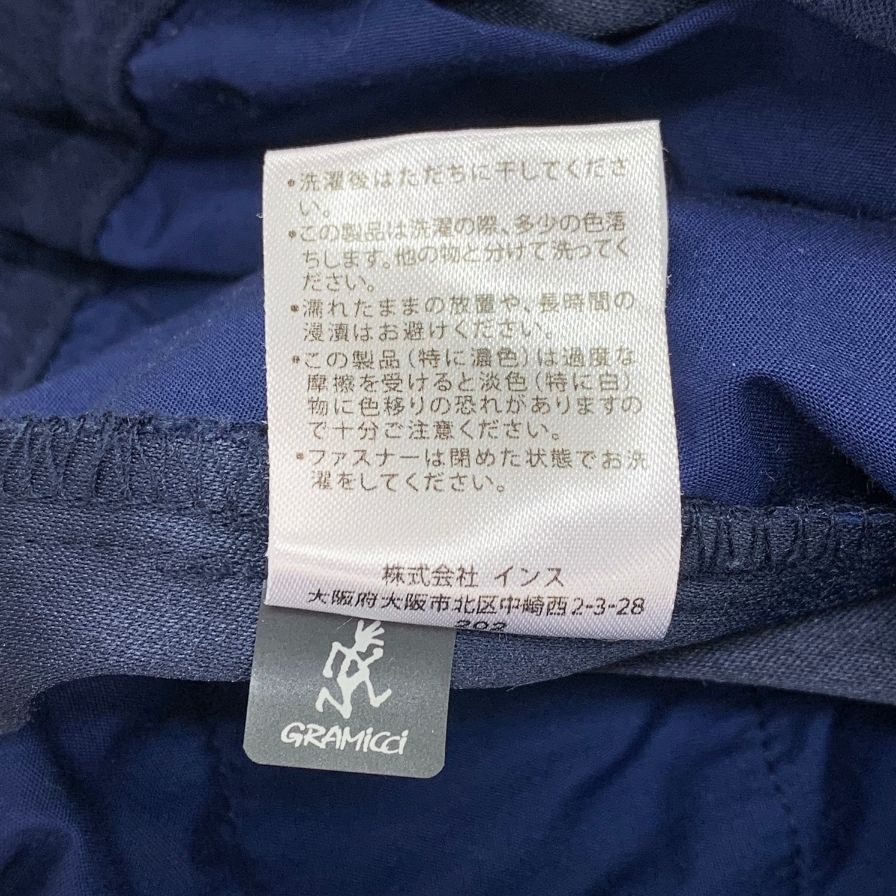 ・洗濯後はただちに干してくださ
い。
・この製品は洗濯の際、多少の色落
ちします。他の物と分けて洗ってく
ださい。
・濡れたままの放置や、長時間の
浸漬はお避けください。
・この製品(特に濃色)は過度な
摩擦を受けると淡色(特に白)
物に色移りの恐れがありますの
で十分ご注意ください。
・ファスナーは閉めた状態でお洗
濯をしてください。
株式会社 インス
大阪府大阪市北区中崎西2-3-28
202
GRAMiCCi